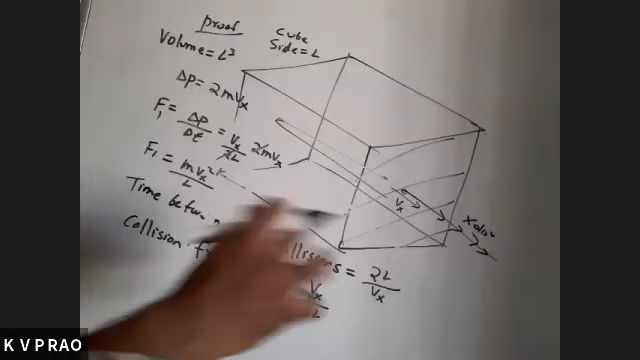 Proof
Volume = L³
Cube
Side = L
Δp = 2mVx
F₁ = Δp/Δt = Vx/2L 2mVx
F₁ = mVx²/L
Time betw
llisions = 2L/Vx
Collision
Vx/L
Vx
X
K V P RAO